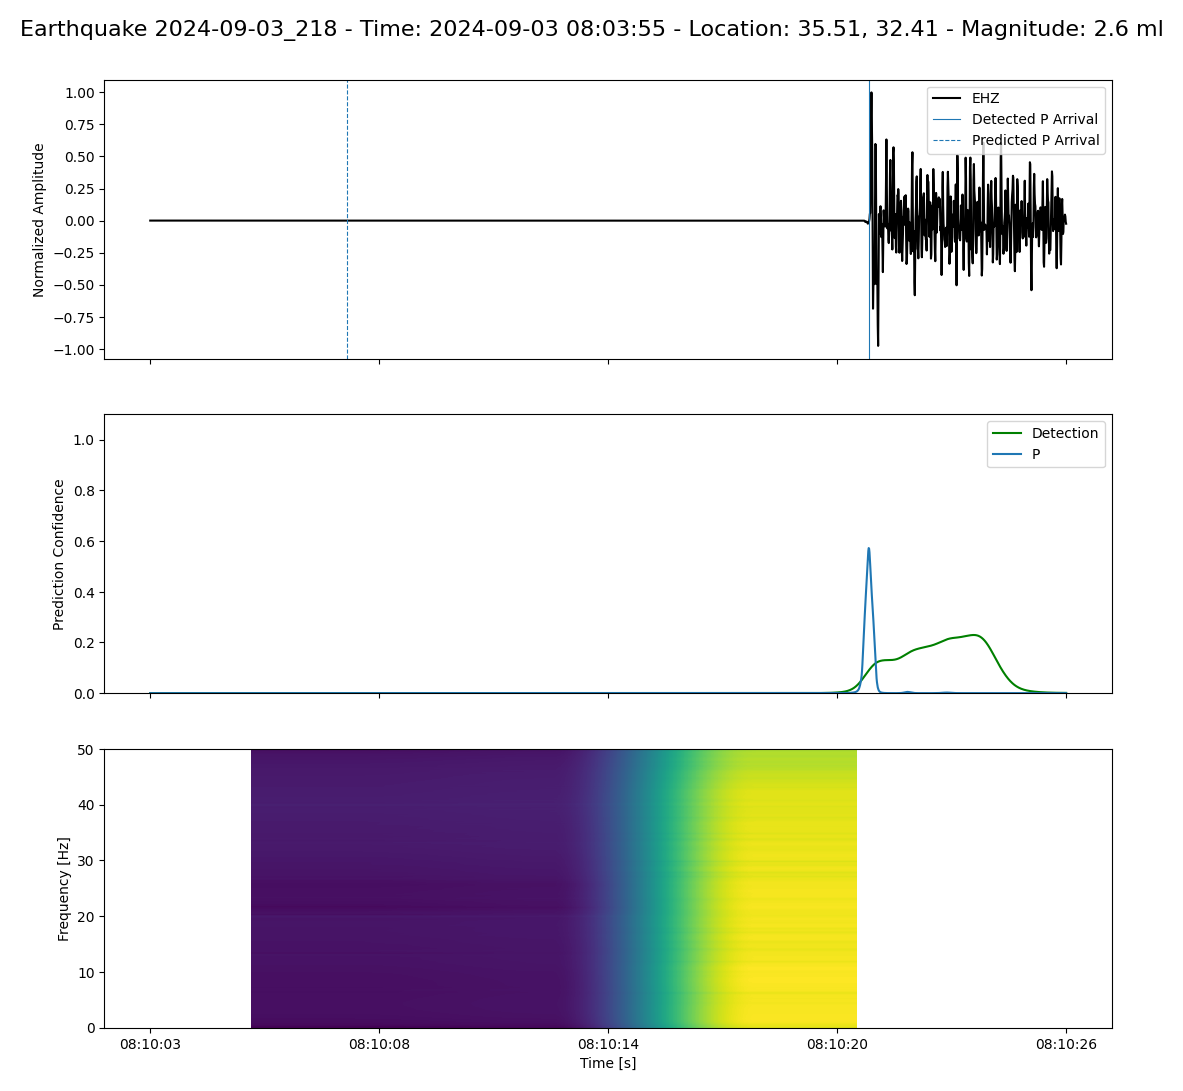 Earthquake 2024-09-03_218 - Time: 2024-09-03 08:03:55 - Location: 35.51, 32.41 - Magnitude: 2.6 ml
1.00
0.75
0.50
0.25
0.00
−0.25
−0.50
−0.75
−1.00
Normalized Amplitude
EHZ
Detected P Arrival
Predicted P Arrival
1.0
0.8
0.6
0.4
0.2
0.0
Prediction Confidence
Detection
P
50
40
30
20
10
0
Frequency [Hz]
08:10:03 08:10:08 08:10:14 08:10:20 08:10:26
Time [s]